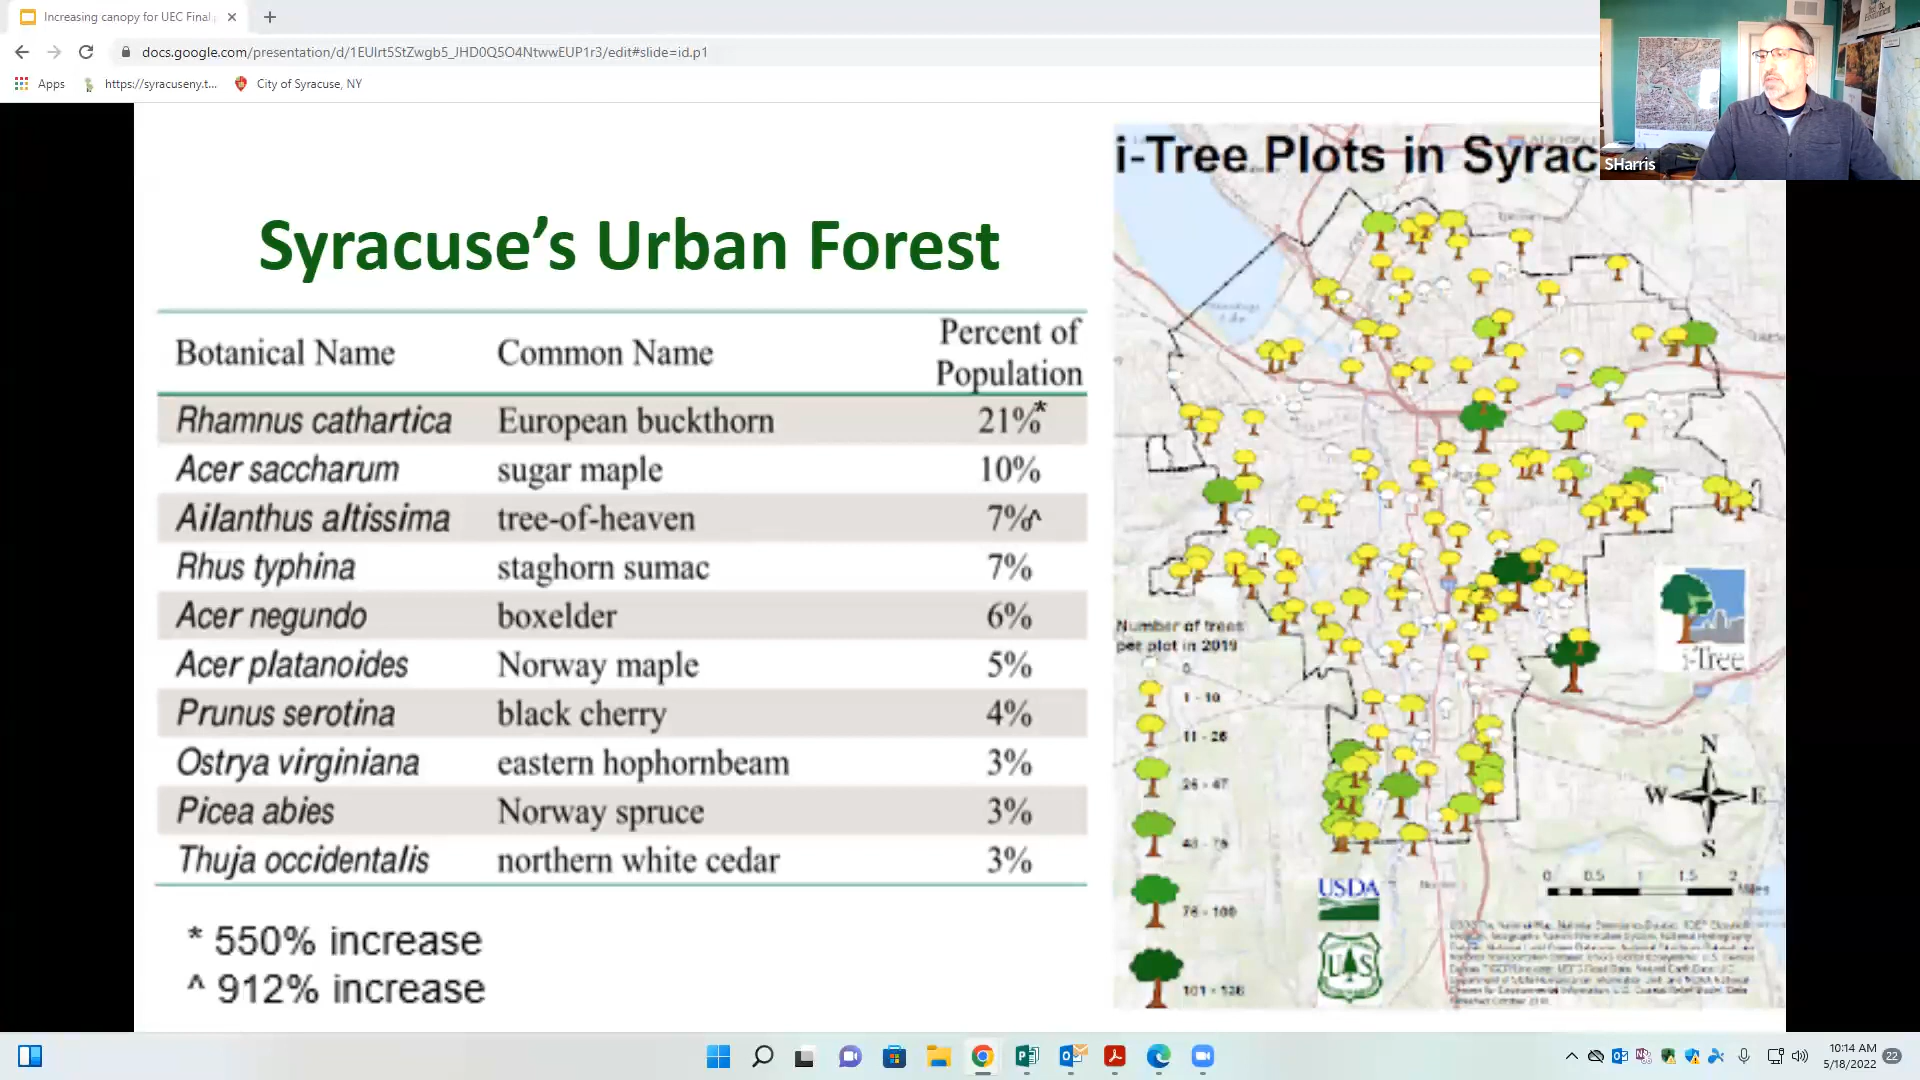 Increasing canopy for UEC Final
docs.google.com/presentation/d/1EUlrt5StZwgb5_JHD0Q5O4NtwwEUP1r3/edit#slide=id.p1
Apps
https://syracuseny.t...
City of Syracuse, NY
SHarris
i-Tree Plots in Syrac
Syracuse's Urban Forest
Botanical Name Common Name Percent of Population
Rhamnus cathartica European buckthorn 21%*
Acer saccharum sugar maple 10%
Ailanthus altissima tree-of-heaven 7%^
Rhus typhina staghorn sumac 7%
Acer negundo boxelder 6%
Acer platanoides Norway maple 5%
Prunus serotina black cherry 4%
Ostrya virginiana eastern hophornbeam 3%
Picea abies Norway spruce 3%
Thuja occidentalis northern white cedar 3%
* 550% increase
^ 912% increase
Number of trees
per plot in 2019
0
1 - 10
11 - 26
26 - 47
76 - 100
i-Tree
N
W E
S
0 0.5 1 1.5 2
Miles
USDA
UAS
10:14 AM
5/18/2022
22